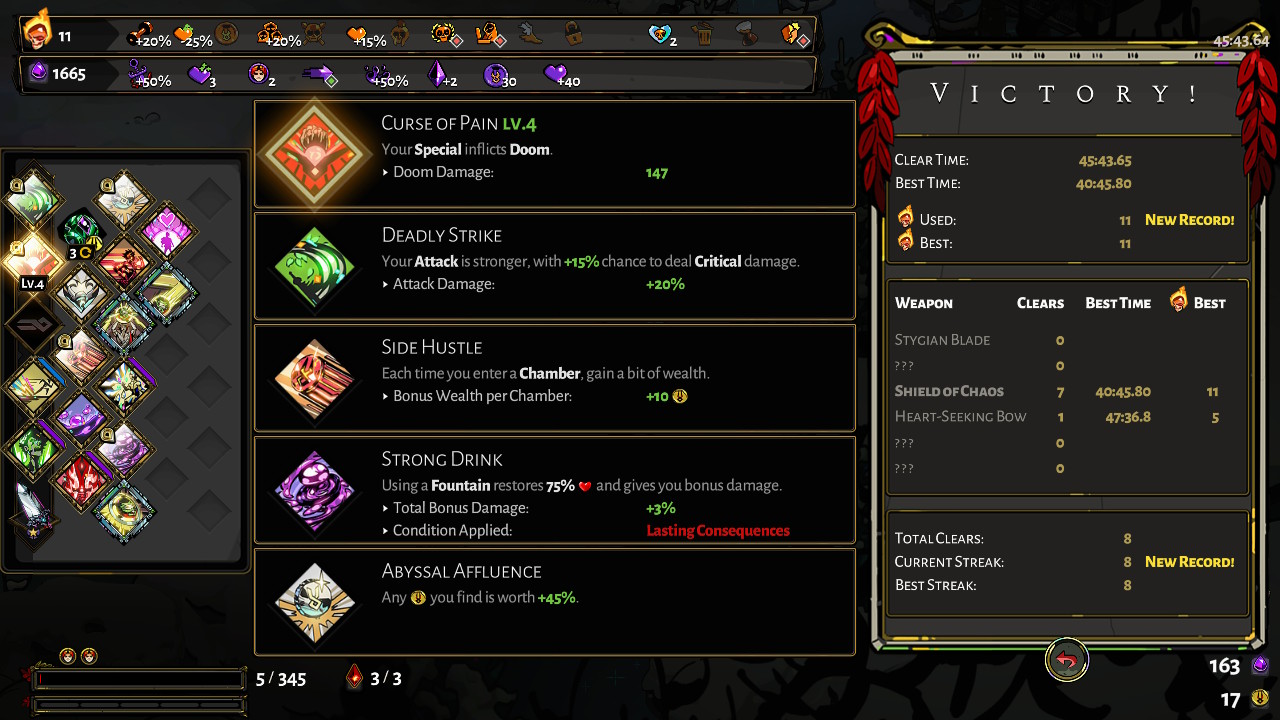 11
+20%
-25%
+20%
+15%
2
45:43.64
1665
+50%
3
2
+50%
+2
30
+40
VICTORY!
Curse of Pain Lv.4
Your Special inflicts Doom.
Doom Damage: 147
Deadly Strike
Your Attack is stronger, with +15% chance to deal Critical damage.
Attack Damage: +20%
Side Hustle
Each time you enter a Chamber, gain a bit of wealth.
Bonus Wealth per Chamber: +10
Strong Drink
Using a Fountain restores 75% and gives you bonus damage.
Total Bonus Damage: +3%
Condition Applied: Lasting Consequences
Abyssal Affluence
Any you find is worth +45%.
3
Lv.4
Clear Time: 45:43.65
Best Time: 40:45.80
Used: 11 New Record!
Best: 11
Weapon Clears Best Time Best
Stygian Blade 0
??? 0
Shield of Chaos 7 40:45.80 11
Heart-Seeking Bow 1 47:36.8 5
??? 0
??? 0
Total Clears: 8
Current Streak: 8 New Record!
Best Streak: 8
5 / 345
3 / 3
163
17